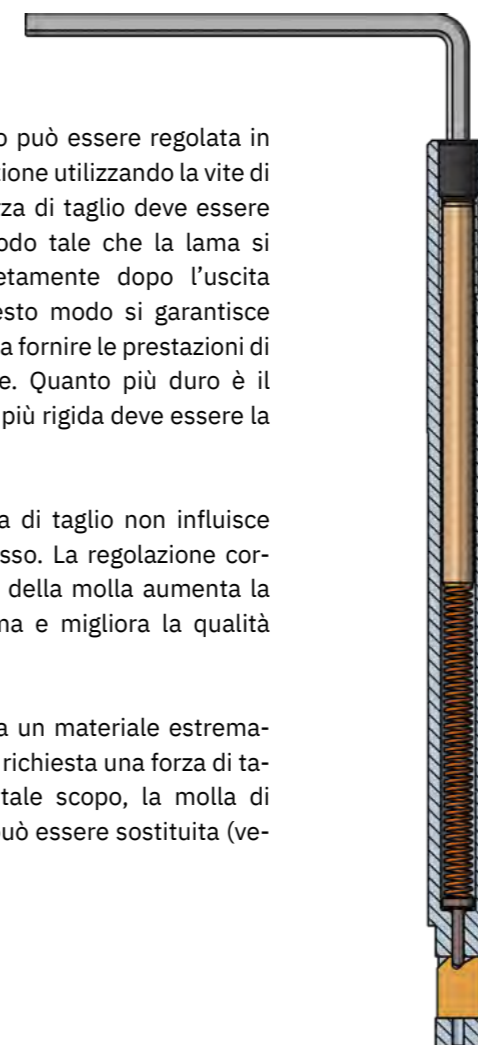 o può essere regolata in
ione utilizzando la vite di
rza di taglio deve essere
odo tale che la lama si
etamente dopo l'uscita
esto modo si garantisce
a fornire le prestazioni di
e. Quanto più duro è il
più rigida deve essere la
a di taglio non influisce
sso. La regolazione cor-
della molla aumenta la
ma e migliora la qualità
a un materiale estrema-
richiesta una forza di ta-
tale scopo, la molla di
uò essere sostituita (ve-